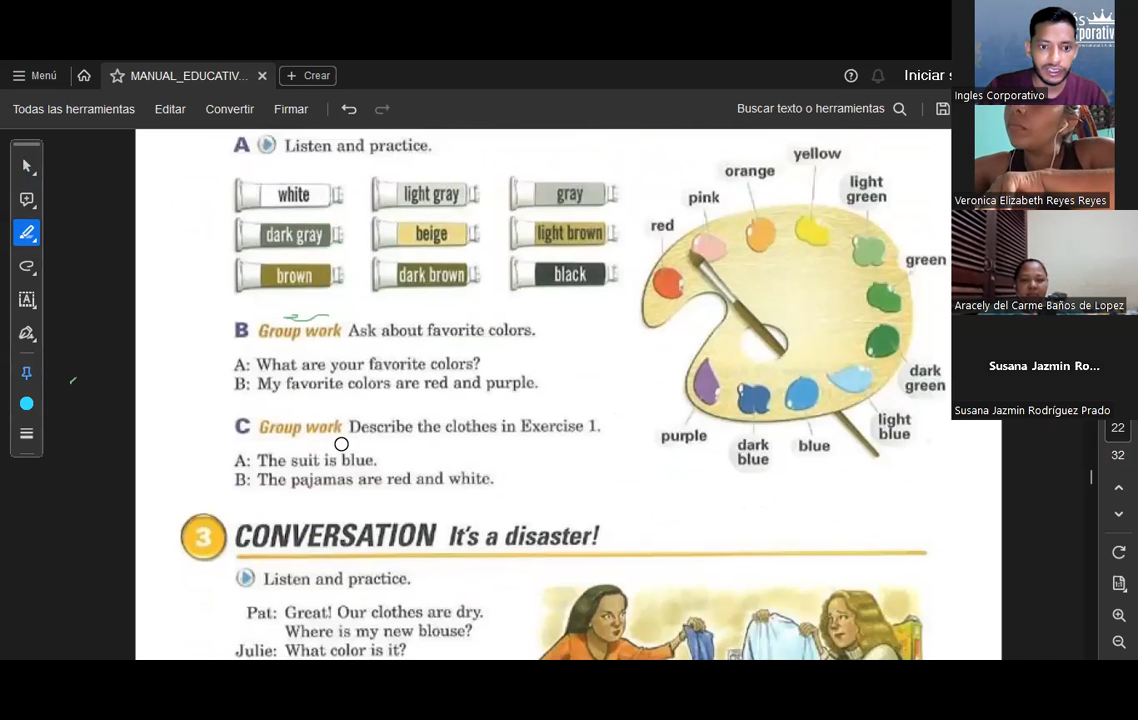 Menú
MANUAL_EDUCATIV...
Crear
Iniciar s
Todas las herramientas
Editar
Convertir
Firmar
Buscar texto o herramientas
A Listen and practice.
white
light gray
gray
dark gray
beige
light brown
brown
dark brown
black
red
pink
orange
yellow
light
green
green
dark
green
light
blue
blue
dark
blue
purple
B Group work Ask about favorite colors.
A: What are your favorite colors?
B: My favorite colors are red and purple.
C Group work Describe the clothes in Exercise 1.
A: The suit is blue.
B: The pajamas are red and white.
3 CONVERSATION It's a disaster!
Listen and practice.
Pat: Great! Our clothes are dry.
Where is my new blouse?
Julie: What color is it?
Ingles Corporativo
Veronica Elizabeth Reyes Reyes
Aracely del Carme Baños de Lopez
Susana Jazmin Ro...
Susana Jazmin Rodríguez Prado
22
32